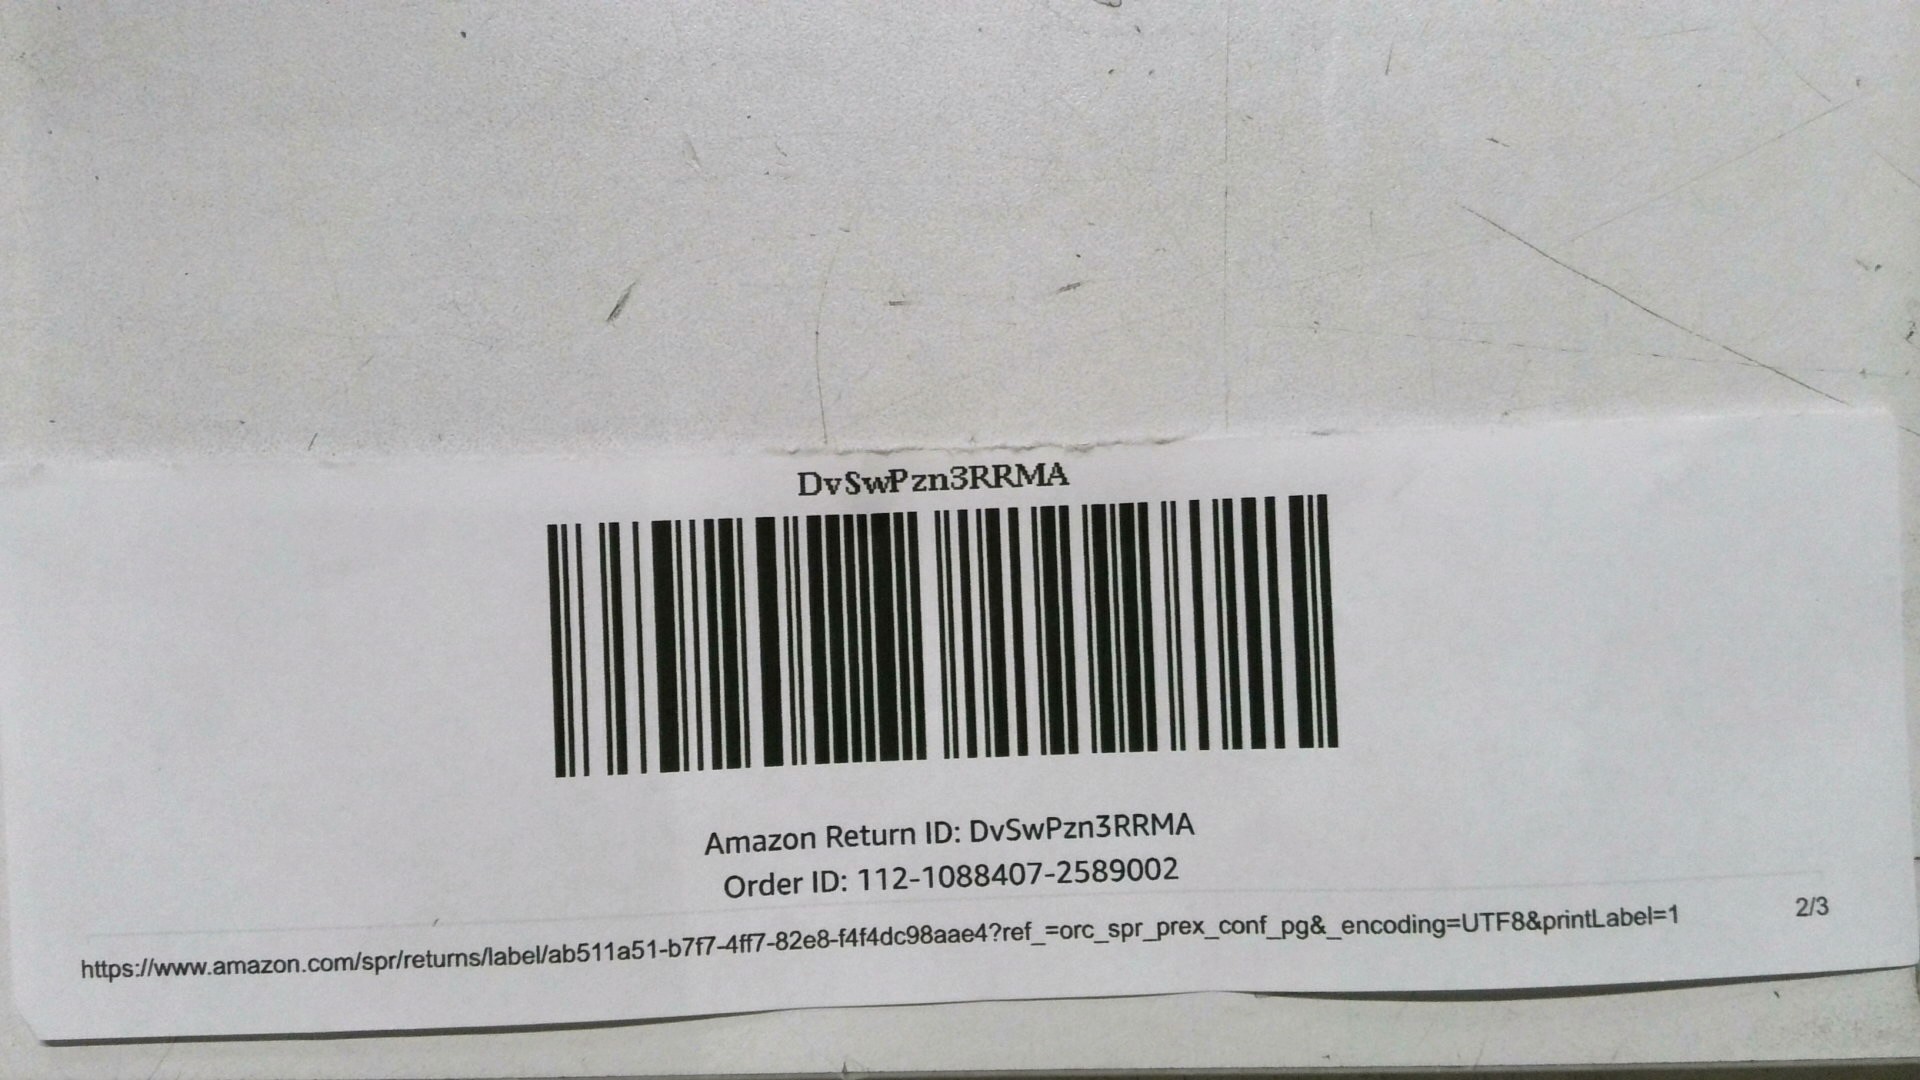 DvSwPzn3RRMA
Amazon Return ID: DvSwPzn3RRMA
Order ID: 112-1088407-2589002
https://www.amazon.com/spr/returns/label/ab511a51-b7f7-4ff7-82e8-f4f4dc98aae4?ref_=orc_spr_prex_conf_pg&_encoding=UTF8&printLabel=1 2/3